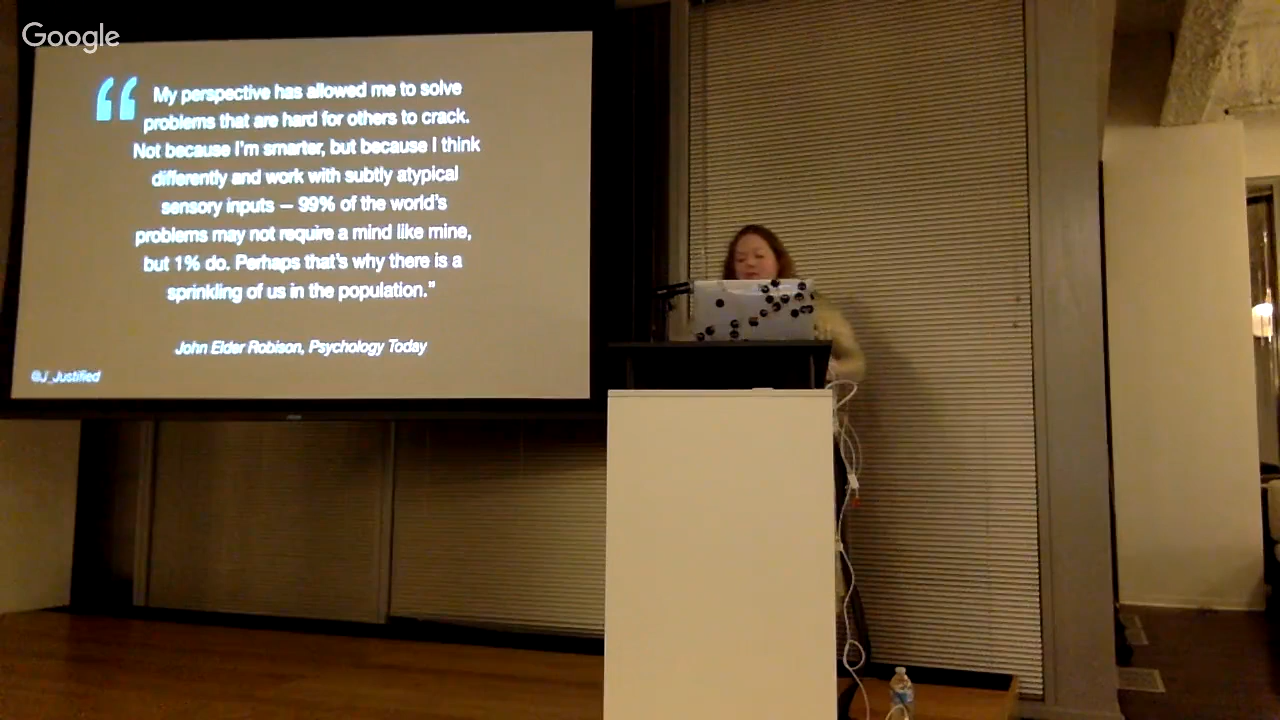 Google
“ My perspective has allowed me to solve
problems that are hard for others to crack.
Not because I'm smarter, but because I think
differently and work with subtly atypical
sensory inputs — 99% of the world's
problems may not require a mind like mine,
but 1% do. Perhaps that's why there is a
sprinkling of us in the population.”
John Elder Robison, Psychology Today
@J_Justified